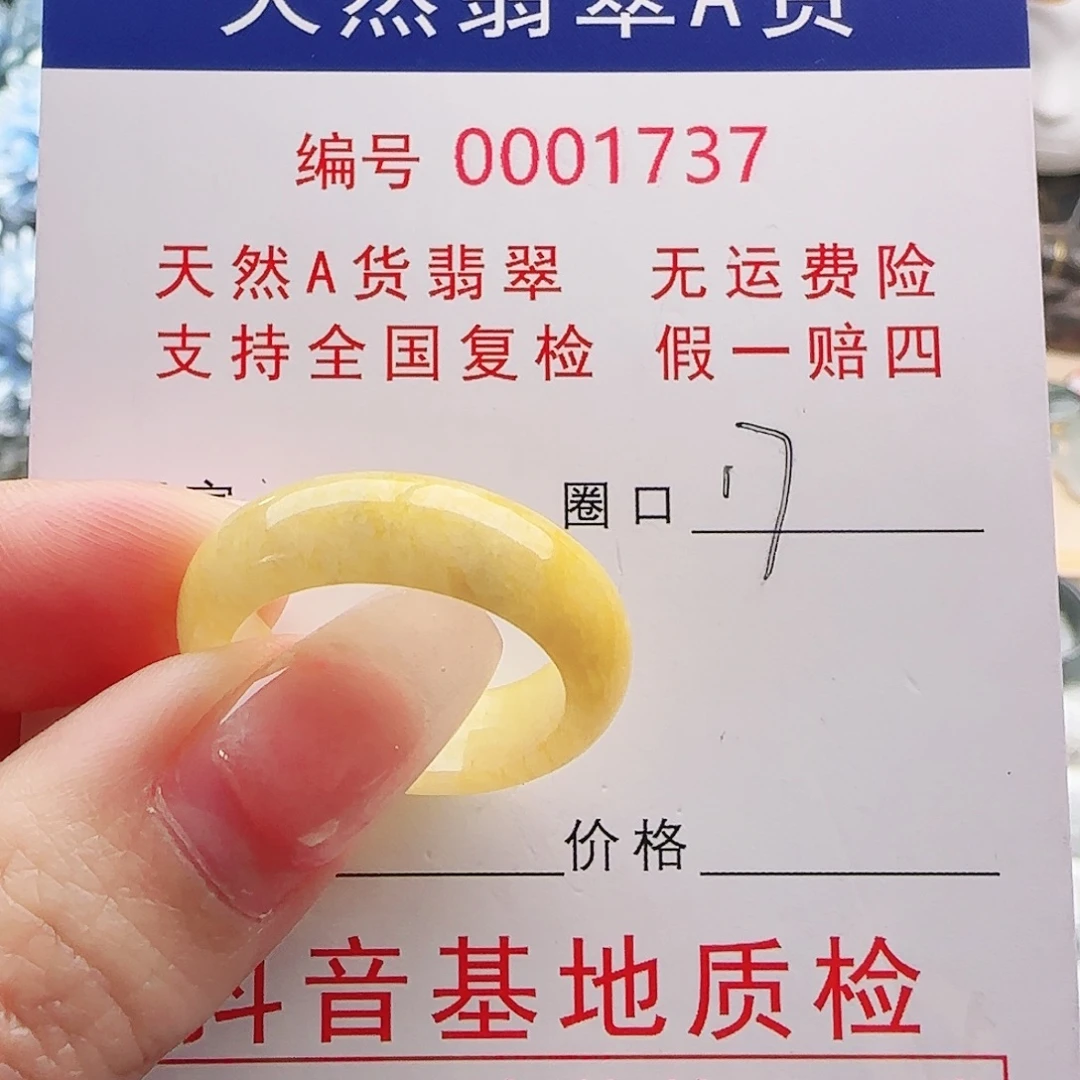 天然翡翠A货
编号 0001737
天然A货翡翠 无运费险
支持全国复检 假一赔四
圈口 17
价格
抖音基地质检